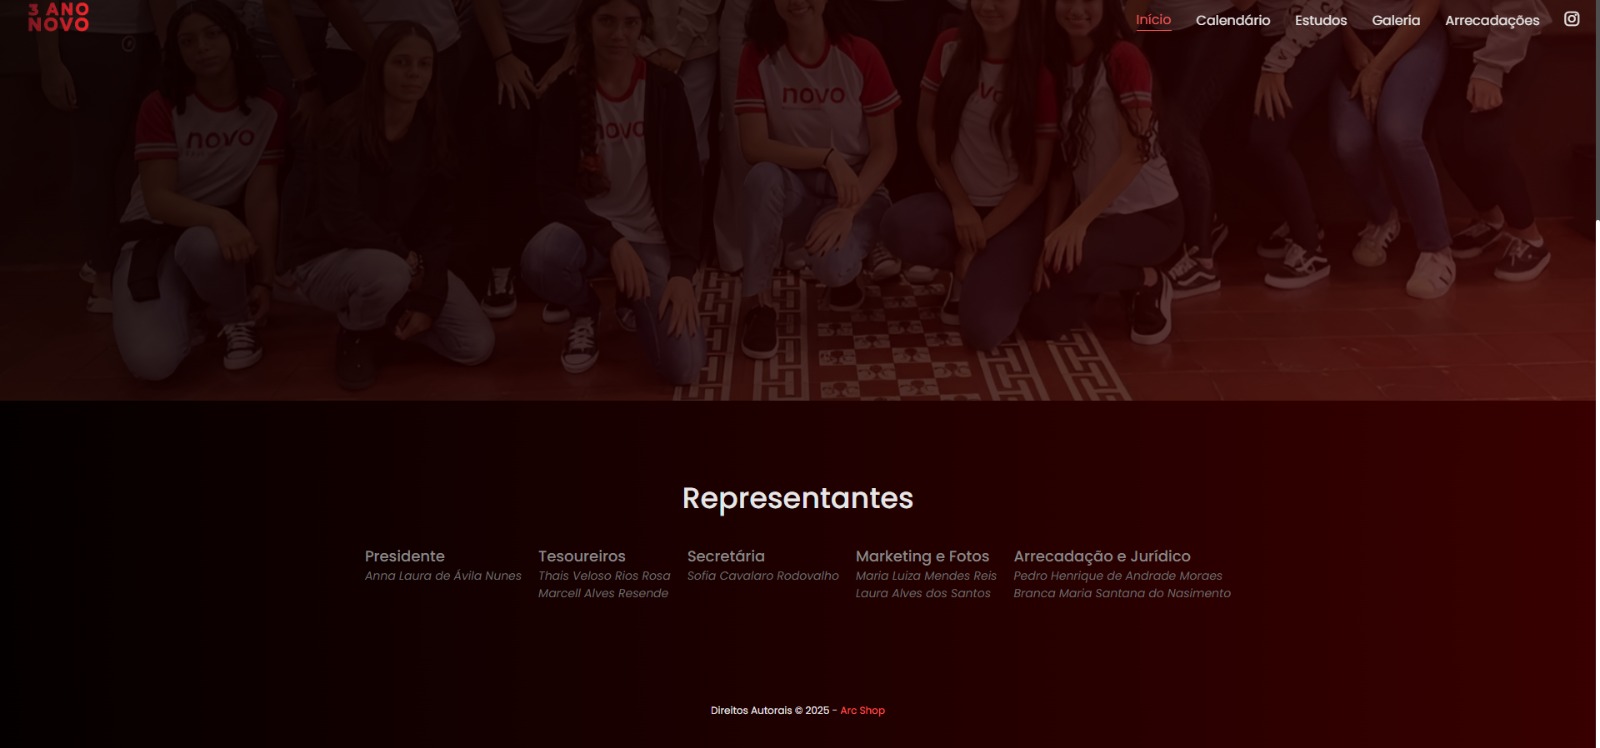 3 ANO
NOVO
Início Calendário Estudos Galeria Arrecadações
novo
novo
novo
Representantes
Presidente
Anna Laura de Ávila Nunes
Tesoureiros
Thais Veloso Rios Rosa
Marcell Alves Resende
Secretária
Sofia Cavalaro Rodovalho
Marketing e Fotos
Maria Luiza Mendes Reis
Laura Alves dos Santos
Arrecadação e Jurídico
Pedro Henrique de Andrade Moraes
Branca Maria Santana do Nasimento
Direitos Autorais © 2025 - Arc Shop